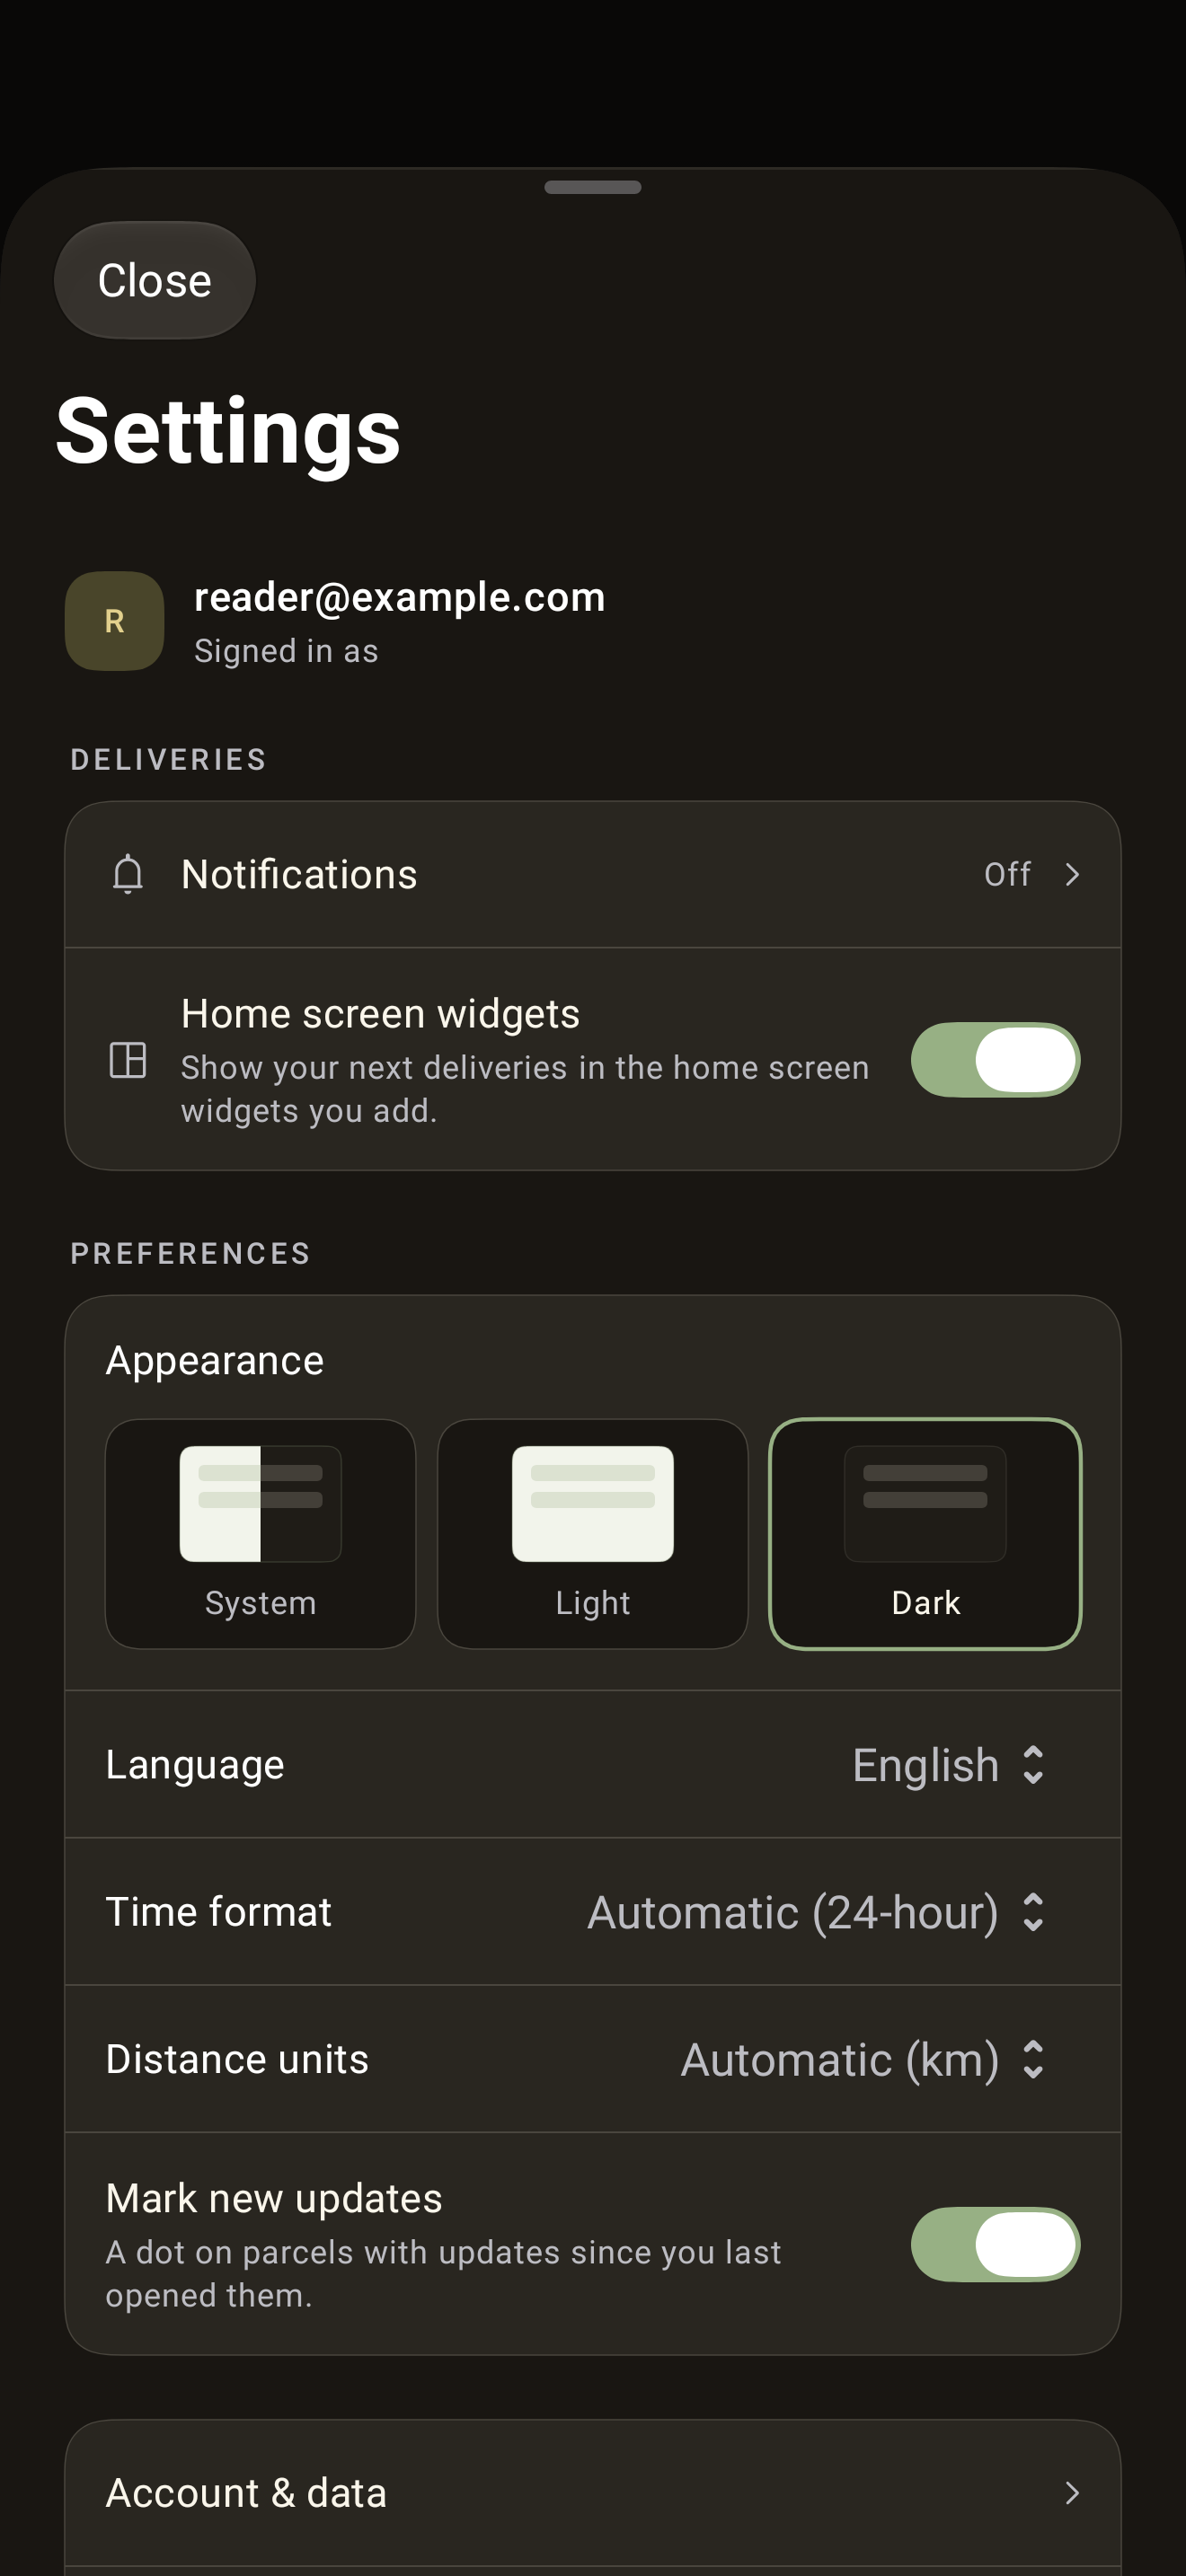 Close
Settings
R
reader@example.com
Signed in as
DELIVERIES
Notifications
Off
Home screen widgets
Show your next deliveries in the home screen
widgets you add.
PREFERENCES
Appearance
System
Light
Dark
Language
English
Time format
Automatic (24-hour)
Distance units
Automatic (km)
Mark new updates
A dot on parcels with updates since you last
opened them.
Account & data